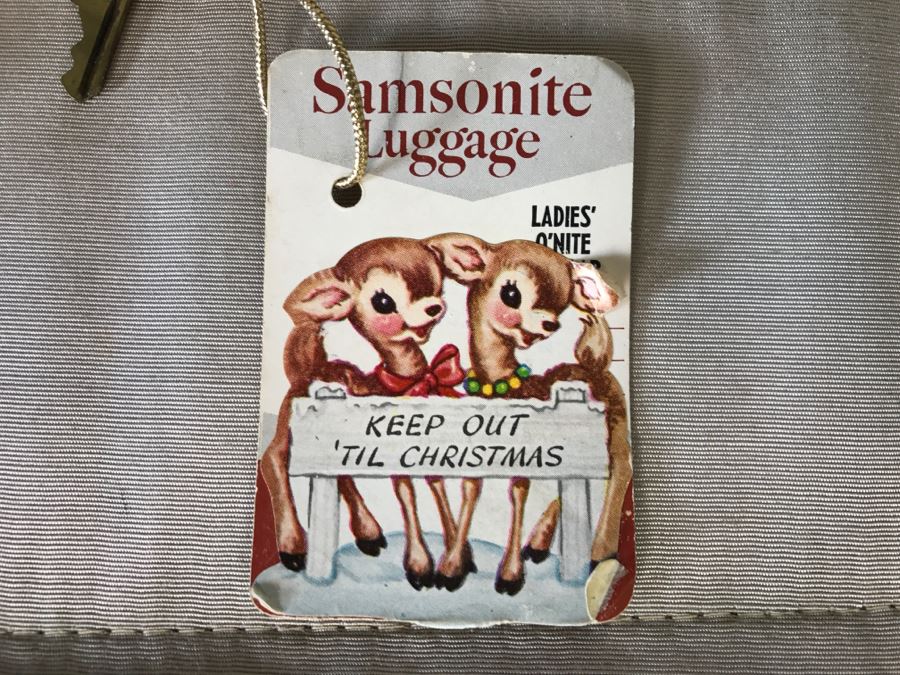 Samsonite
Luggage
LADIES'
O'NITE
KEEP OUT
'TIL CHRISTMAS